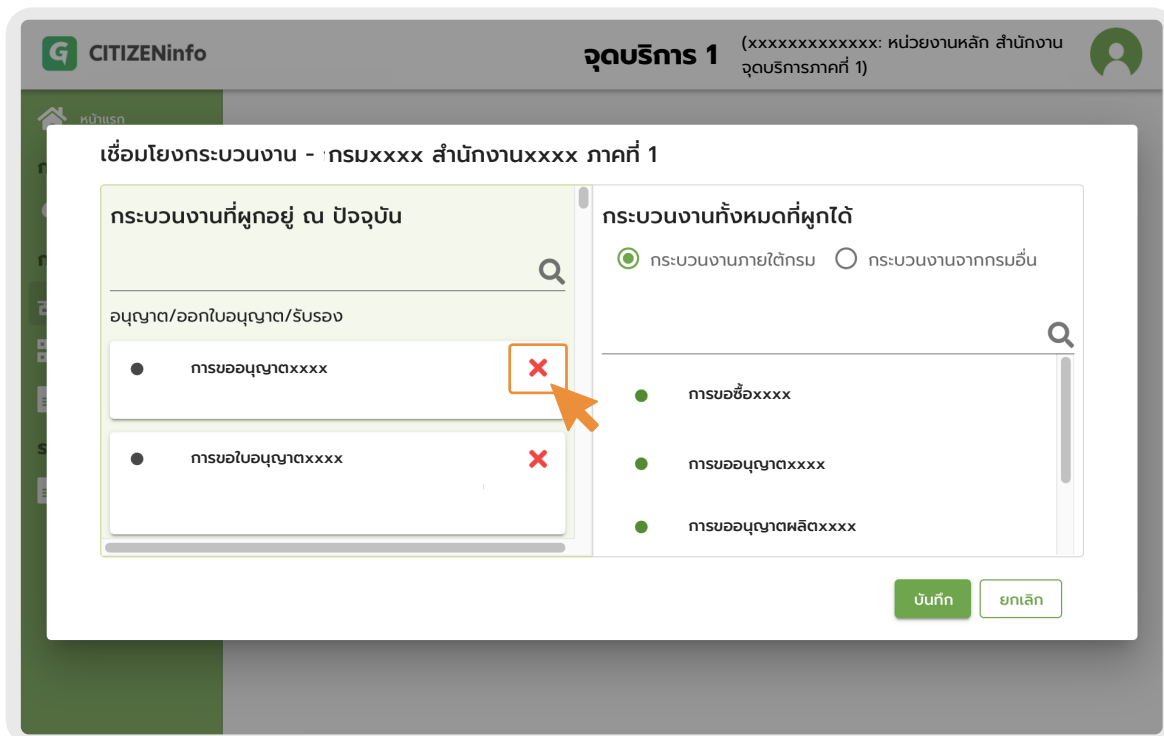 CITIZENinfo
จุดบริการ 1
(xxxxxxxxxxxxx: หน่วยงานหลัก สำนักงาน
จุดบริการภาคที่ 1)
หน้าแรก
เชื่อมโยงกระบวนงาน - กรมxxxx สำนักงานxxxx ภาคที่ 1
กระบวนงานที่ผูกอยู่ ณ ปัจจุบัน
อนุญาต/ออกใบอนุญาต/รับรอง
การขออนุญาตxxxx
การขอใบอนุญาตxxxx
กระบวนงานทั้งหมดที่ผูกได้
กระบวนงานภายใต้กรม
กระบวนงานจากกรมอื่น
การขอซื้อxxxx
การขออนุญาตxxxx
การขออนุญาตผลิตxxxx
บันทึก
ยกเลิก